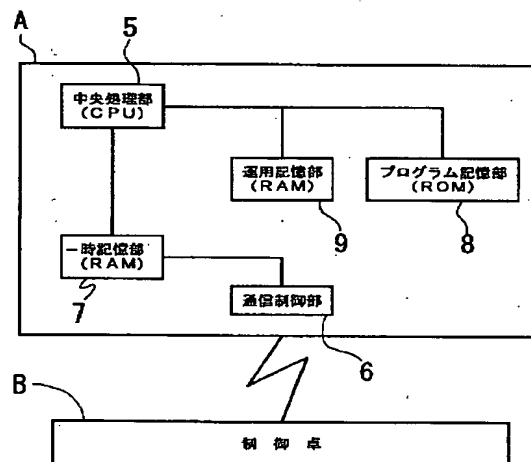 A
5
中央処理部
(CPU)
運用記憶部
(RAM)
プログラム記憶部
(ROM)
9
8
一時記憶部
(RAM)
7
通信制御部
6
B
制御卓